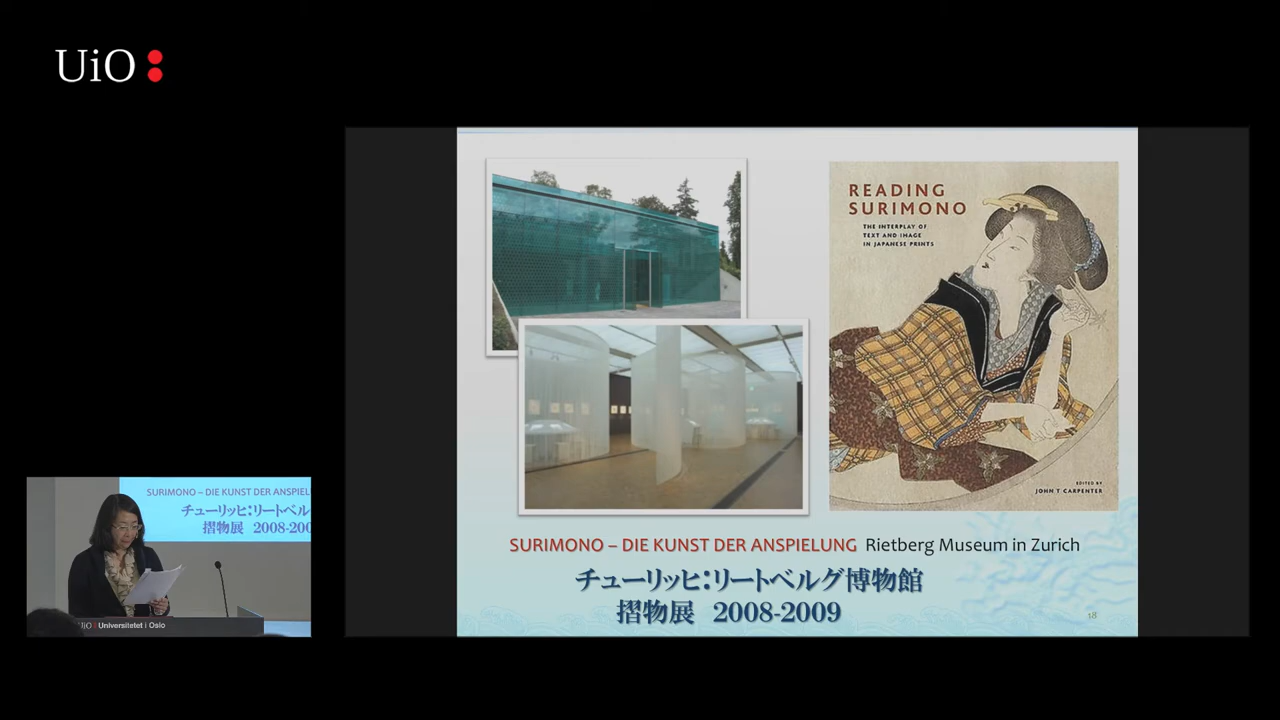 UiO
READING
SURIMONO
THE INTERPLAY OF
TEXT AND IMAGE
IN JAPANESE PRINTS
EDITED BY
JOHN T CARPENTER
SURIMONO – DIE KUNST DER ANSPIELUNG Rietberg Museum in Zurich
チューリッヒ:リートベルグ博物館
摺物展 2008-2009
18
SURIMONO – DIE KUNST DER ANSPIEL
チューリッヒ:リートベル
摺物展 2008-200
UiO Universitetet i Oslo